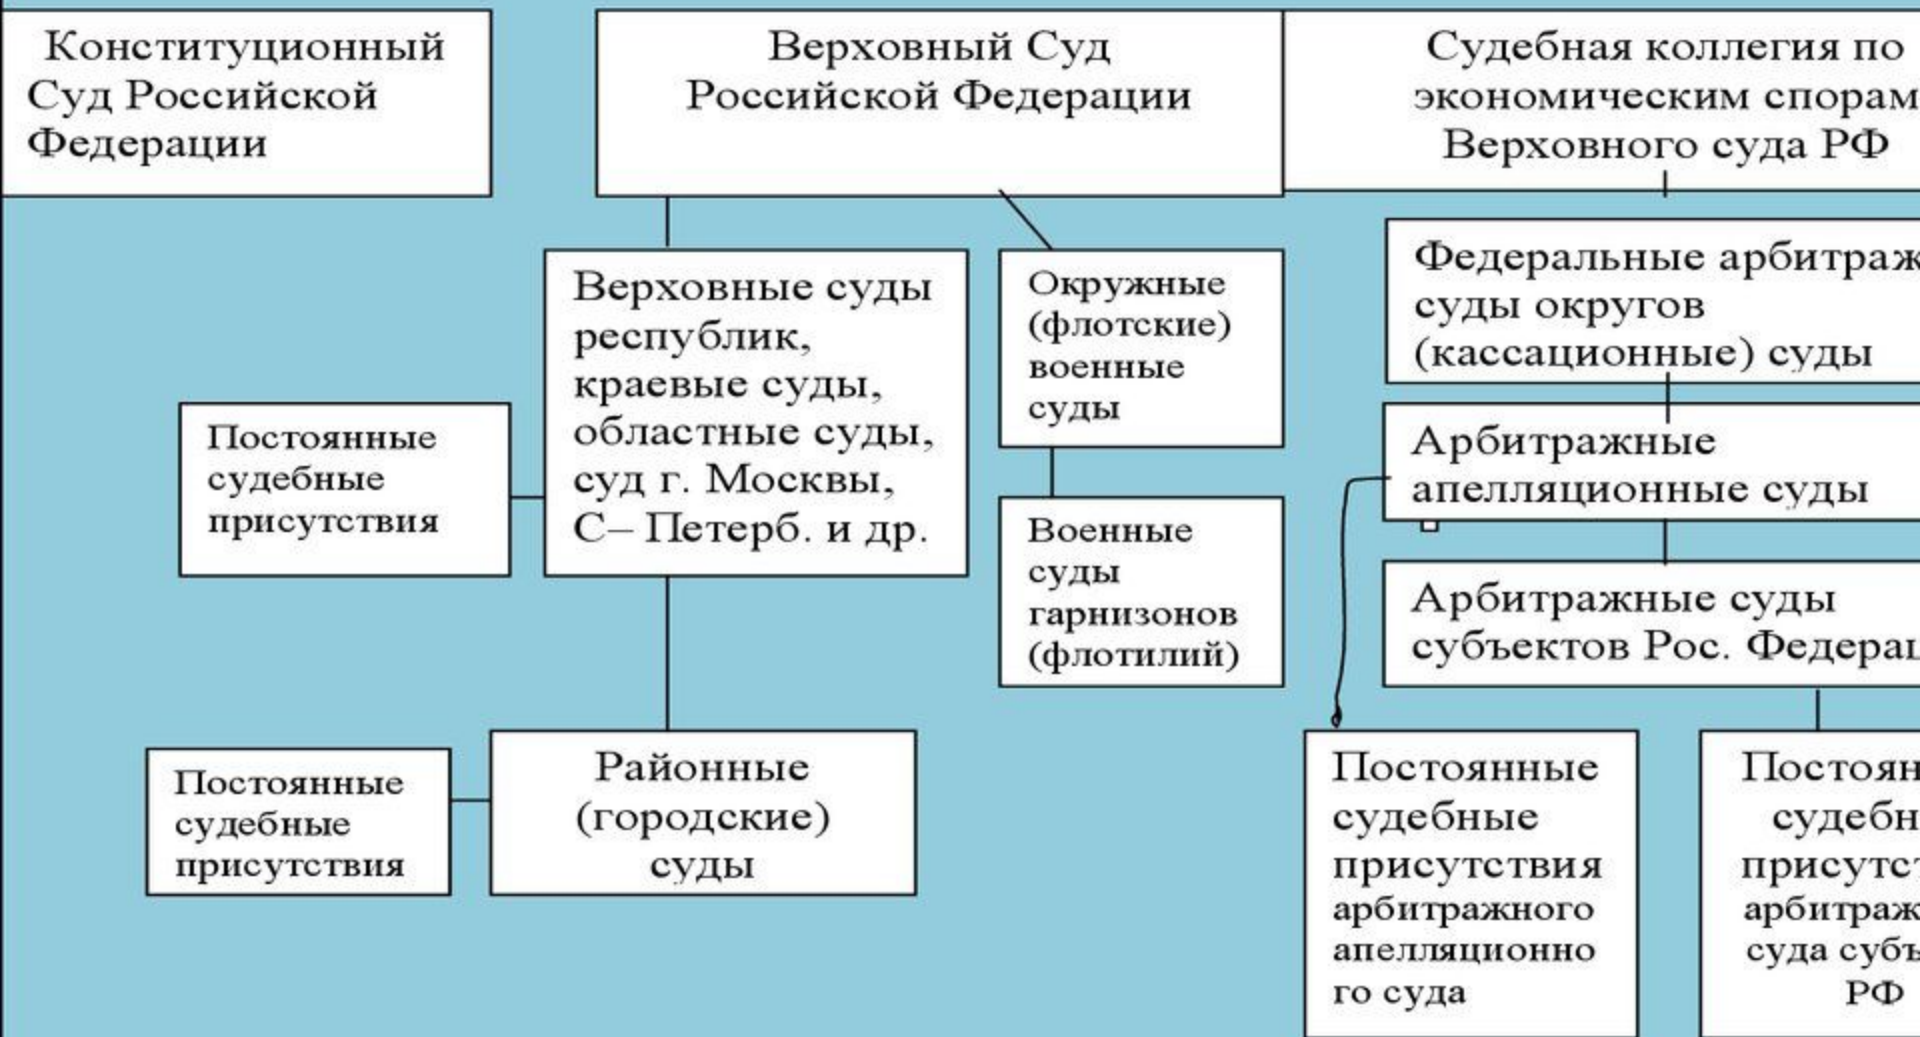 Конституционный
Суд Российской
Федерации
Верховный Суд
Российской Федерации
Судебная коллегия по
экономическим спорам
Верховного суда РФ
Верховные суды
республик,
краевые суды,
областные суды,
суд г. Москвы,
С– Петерб. и др.
Окружные
(флотские)
военные
суды
Федеральные арбитраж
суды округов
(кассационные) суды
Постоянные
судебные
присутствия
Арбитражные
апелляционные суды
Военные
суды
гарнизонов
(флотилий)
Арбитражные суды
субъектов Рос. Федерац
Постоянные
судебные
присутствия
Районные
(городские)
суды
Постоянные
судебные
присутствия
арбитражного
апелляционно
го суда
Постоян
судебн
присутст
арбитраж
суда субъ
РФ